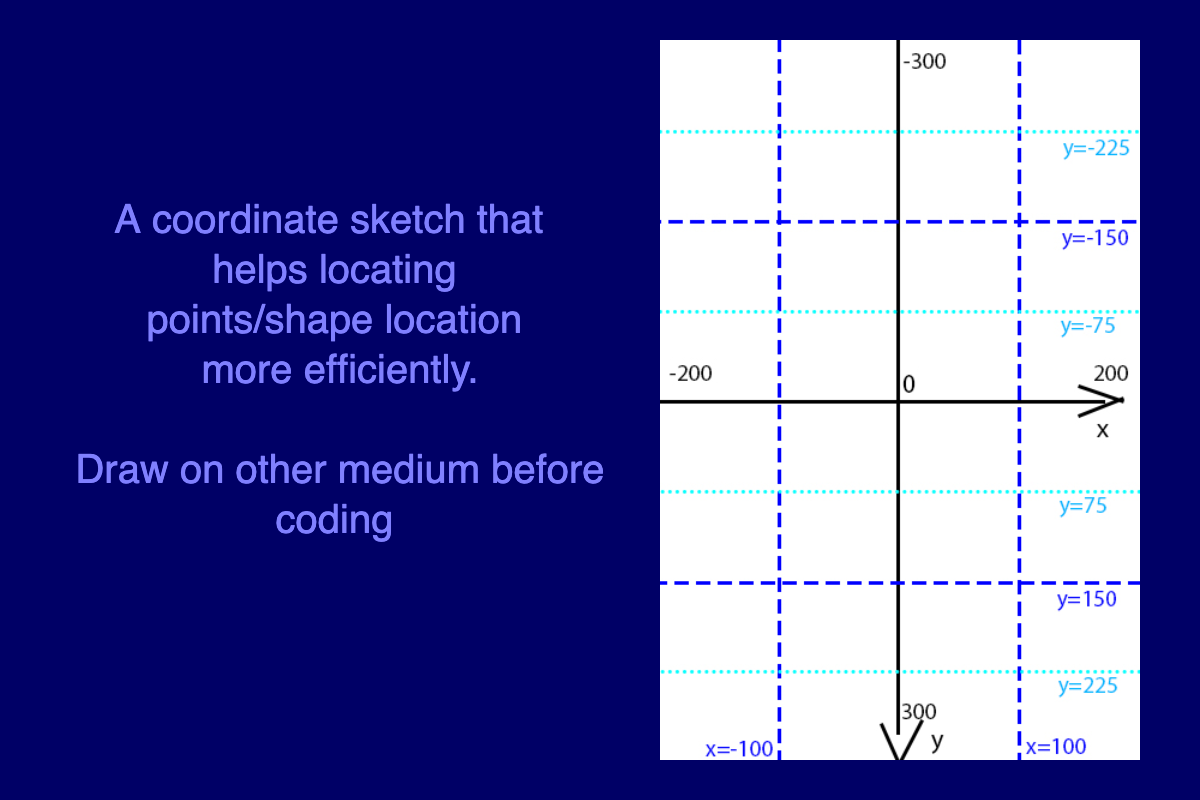 A coordinate sketch that
helps locating
points/shape location
more efficiently.
Draw on other medium before
coding
-300
y=-225
y=-150
y=-75
-200
0
200
x
y=75
y=150
y=225
300
y
x=-100
x=100